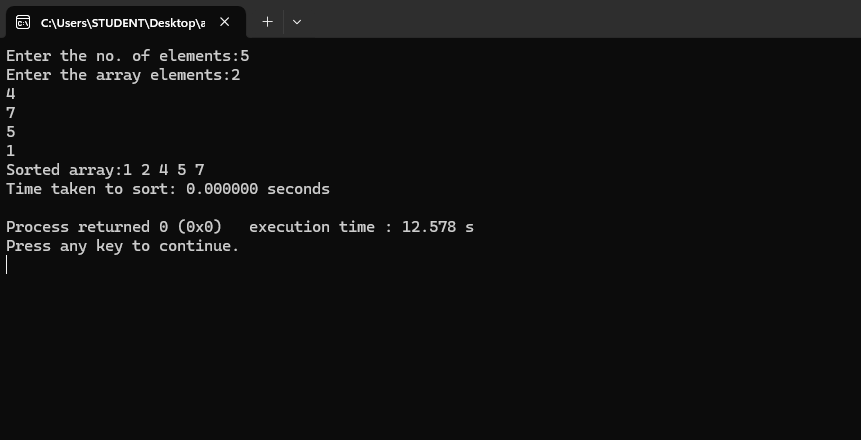 C:\Users\STUDENT\Desktop\a
Enter the no. of elements:5
Enter the array elements:2
4
7
5
1
Sorted array:1 2 4 5 7
Time taken to sort: 0.000000 seconds
Process returned 0 (0x0)   execution time : 12.578 s
Press any key to continue.